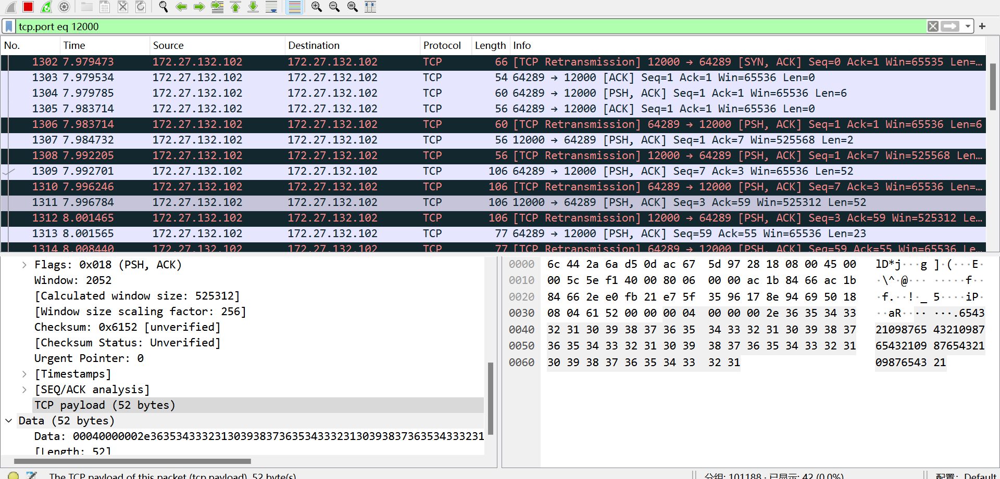 tcp.port eq 12000
No. Time Source Destination Protocol Length Info
1302 7.979473 172.27.132.102 172.27.132.102 TCP 66 [TCP Retransmission] 12000 → 64289 [SYN, ACK] Seq=0 Ack=1 Win=65535 Len=…
1303 7.979534 172.27.132.102 172.27.132.102 TCP 54 64289 → 12000 [ACK] Seq=1 Ack=1 Win=65536 Len=0
1304 7.979785 172.27.132.102 172.27.132.102 TCP 60 64289 → 12000 [PSH, ACK] Seq=1 Ack=1 Win=65536 Len=6
1305 7.983714 172.27.132.102 172.27.132.102 TCP 56 64289 → 12000 [ACK] Seq=1 Ack=1 Win=65536 Len=0
1306 7.983714 172.27.132.102 172.27.132.102 TCP 60 [TCP Retransmission] 64289 → 12000 [PSH, ACK] Seq=1 Ack=1 Win=65536 Len=6
1307 7.984732 172.27.132.102 172.27.132.102 TCP 56 12000 → 64289 [PSH, ACK] Seq=1 Ack=7 Win=525568 Len=2
1308 7.992205 172.27.132.102 172.27.132.102 TCP 56 [TCP Retransmission] 12000 → 64289 [PSH, ACK] Seq=1 Ack=7 Win=525568 Len…
1309 7.992701 172.27.132.102 172.27.132.102 TCP 106 64289 → 12000 [PSH, ACK] Seq=7 Ack=3 Win=65536 Len=52
1310 7.996246 172.27.132.102 172.27.132.102 TCP 106 [TCP Retransmission] 64289 → 12000 [PSH, ACK] Seq=7 Ack=3 Win=65536 Len=…
1311 7.996784 172.27.132.102 172.27.132.102 TCP 106 12000 → 64289 [PSH, ACK] Seq=3 Ack=59 Win=525312 Len=52
1312 8.001465 172.27.132.102 172.27.132.102 TCP 106 [TCP Retransmission] 12000 → 64289 [PSH, ACK] Seq=3 Ack=59 Win=525312 Le…
1313 8.001565 172.27.132.102 172.27.132.102 TCP 77 64289 → 12000 [PSH, ACK] Seq=59 Ack=55 Win=65536 Len=23
1314 8.008440 172.27.132.102 172.27.132.102 TCP 77 [TCP Retransmission] 64289 → 12000 [PSH, ACK] Seq=59 Ack=55 Win=65536 Le…
Flags: 0x018 (PSH, ACK)
Window: 2052
[Calculated window size: 525312]
[Window size scaling factor: 256]
Checksum: 0x6152 [unverified]
[Checksum Status: Unverified]
Urgent Pointer: 0
[Timestamps]
[SEQ/ACK analysis]
TCP payload (52 bytes)
Data (52 bytes)
Data: 00040000002e3635343332313039383736353433323130393837363534333231
[Length: 52]
0000 6c 44 2a 6a d5 0d ac 67 5d 97 28 18 08 00 45 00 lD*j···g ]·(···E·
0010 00 5c 5e f1 40 00 80 06 00 00 ac 1b 84 66 ac 1b ·\^·@··· ·····f··
0020 84 66 2e e0 fb 21 e7 5f 35 96 17 8e 94 69 50 18 ·f.··!·_ 5····iP·
0030 08 04 61 52 00 00 00 04 00 00 00 2e 36 35 34 33 ··aR···· ···.6543
0040 32 31 30 39 38 37 36 35 34 33 32 31 30 39 38 37 21098765 43210987
0050 36 35 34 33 32 31 30 39 38 37 36 35 34 33 32 31 65432109 87654321
0060 30 39 38 37 36 35 34 33 32 31 09876543 21
The TCP payload of this packet (tcp.payload), 52 byte(s)
分组: 101188 · 已显示: 42 (0.0%)
配置: Default